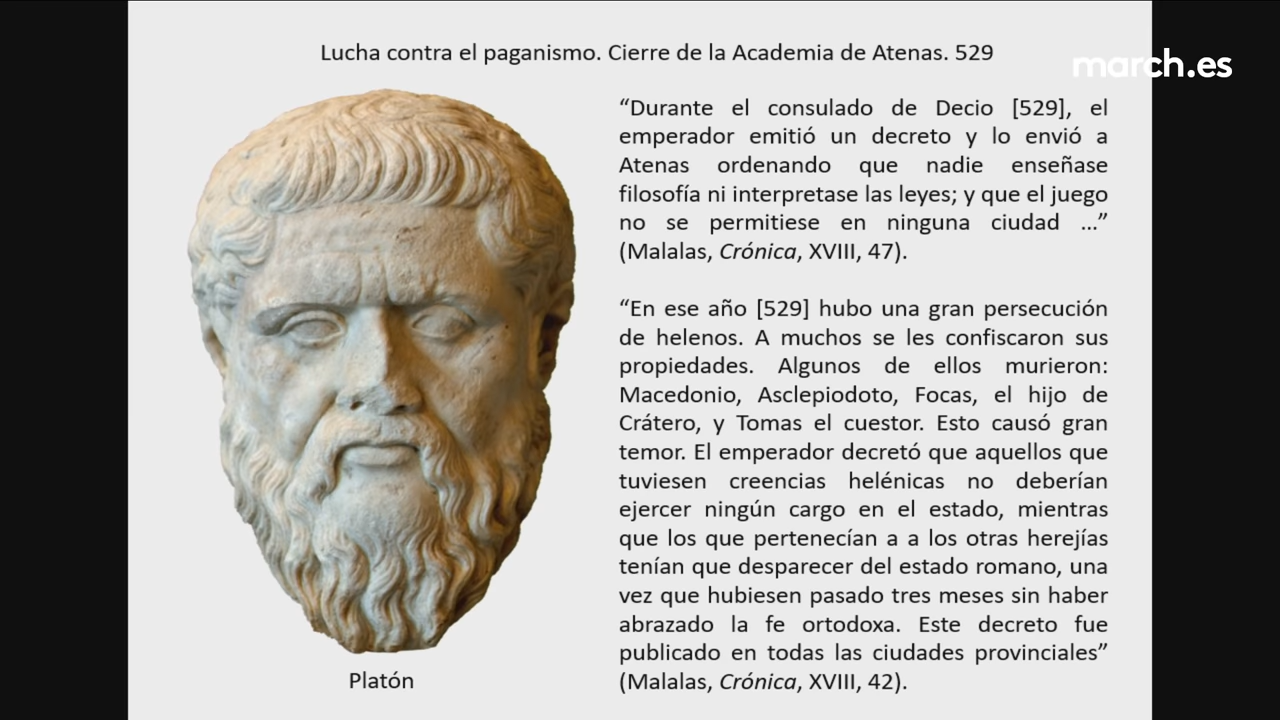 Lucha contra el paganismo. Cierre de la Academia de Atenas. 529
march.es
“Durante el consulado de Decio [529], el
emperador emitió un decreto y lo envió a
Atenas ordenando que nadie enseñase
filosofía ni interpretase las leyes; y que el juego
no se permitiese en ninguna ciudad ...”
(Malalas, Crónica, XVIII, 47).
“En ese año [529] hubo una gran persecución
de helenos. A muchos se les confiscaron sus
propiedades. Algunos de ellos murieron:
Macedonio, Asclepiodoto, Focas, el hijo de
Crátero, y Tomas el cuestor. Esto causó gran
temor. El emperador decretó que aquellos que
tuviesen creencias helénicas no deberían
ejercer ningún cargo en el estado, mientras
que los que pertenecían a a los otras herejías
tenían que desparecer del estado romano, una
vez que hubiesen pasado tres meses sin haber
abrazado la fe ortodoxa. Este decreto fue
publicado en todas las ciudades provinciales”
(Malalas, Crónica, XVIII, 42).
Platón